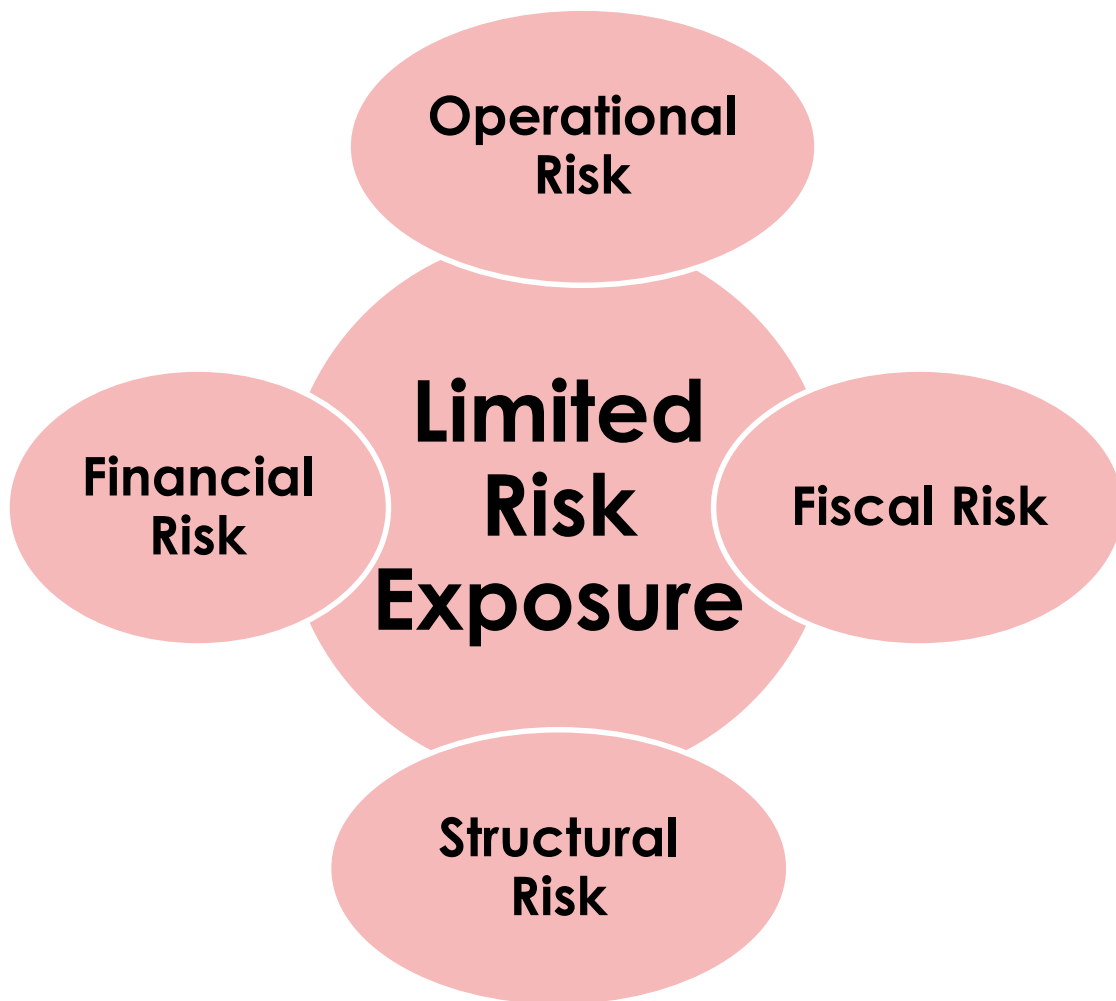 Operational
Risk
Limited
Risk
Exposure
Financial
Risk
Fiscal Risk
Structural
Risk